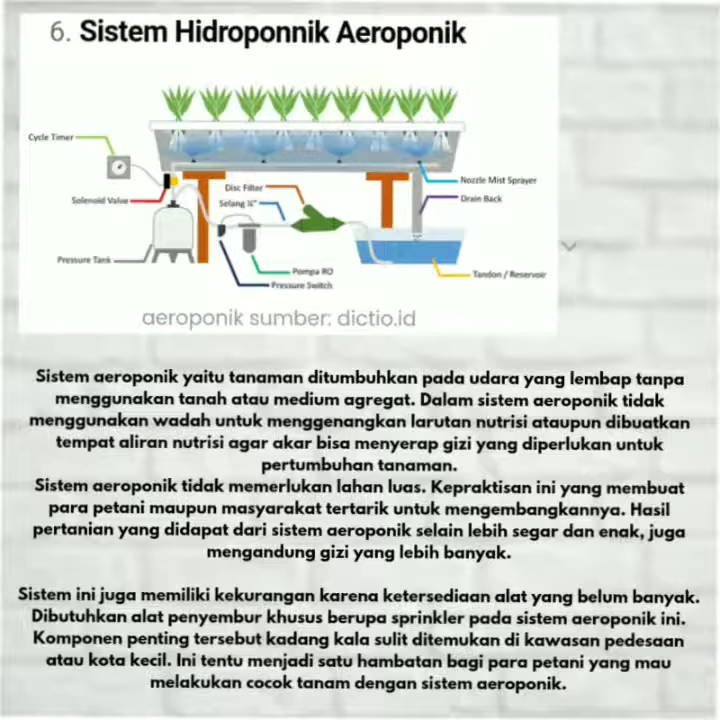 6. Sistem Hidroponnik Aeroponik
Cycle Timer
Solenoid Valve
Disc Filter
Selang ¼"
Nozzle Mist Sprayer
Drain Back
Pressure Tank
Pompa RO
Pressure Switch
Tandon / Reservoir
aeroponik sumber: dictio.id
Sistem aeroponik yaitu tanaman ditumbuhkan pada udara yang lembap tanpa
menggunakan tanah atau medium agregat. Dalam sistem aeroponik tidak
menggunakan wadah untuk menggenangkan larutan nutrisi ataupun dibuatkan
tempat aliran nutrisi agar akar bisa menyerap gizi yang diperlukan untuk
pertumbuhan tanaman.
Sistem aeroponik tidak memerlukan lahan luas. Kepraktisan ini yang membuat
para petani maupun masyarakat tertarik untuk mengembangkannya. Hasil
pertanian yang didapat dari sistem aeroponik selain lebih segar dan enak, juga
mengandung gizi yang lebih banyak.
Sistem ini juga memiliki kekurangan karena ketersediaan alat yang belum banyak.
Dibutuhkan alat penyembur khusus berupa sprinkler pada sistem aeroponik ini.
Komponen penting tersebut kadang kala sulit ditemukan di kawasan pedesaan
atau kota kecil. Ini tentu menjadi satu hambatan bagi para petani yang mau
melakukan cocok tanam dengan sistem aeroponik.